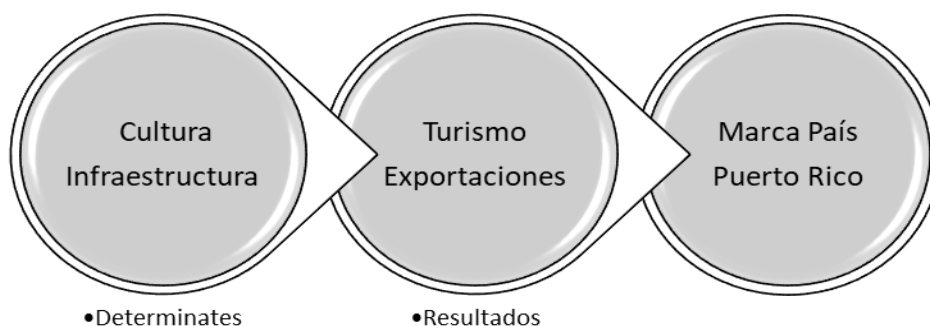 Cultura
Infraestructura
•Determinates
Turismo
Exportaciones
•Resultados
Marca País
Puerto Rico